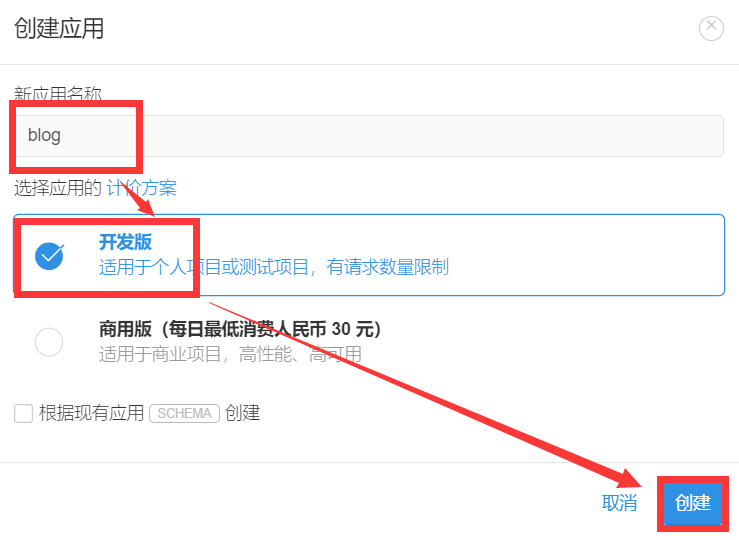 创建应用
新应用名称
blog
选择应用的 计价方案
开发版
适用于个人项目或测试项目，有请求数量限制
商用版（每日最低消费人民币 30 元）
适用于商业项目，高性能、高可用
根据现有应用 SCHEMA 创建
取消 创建